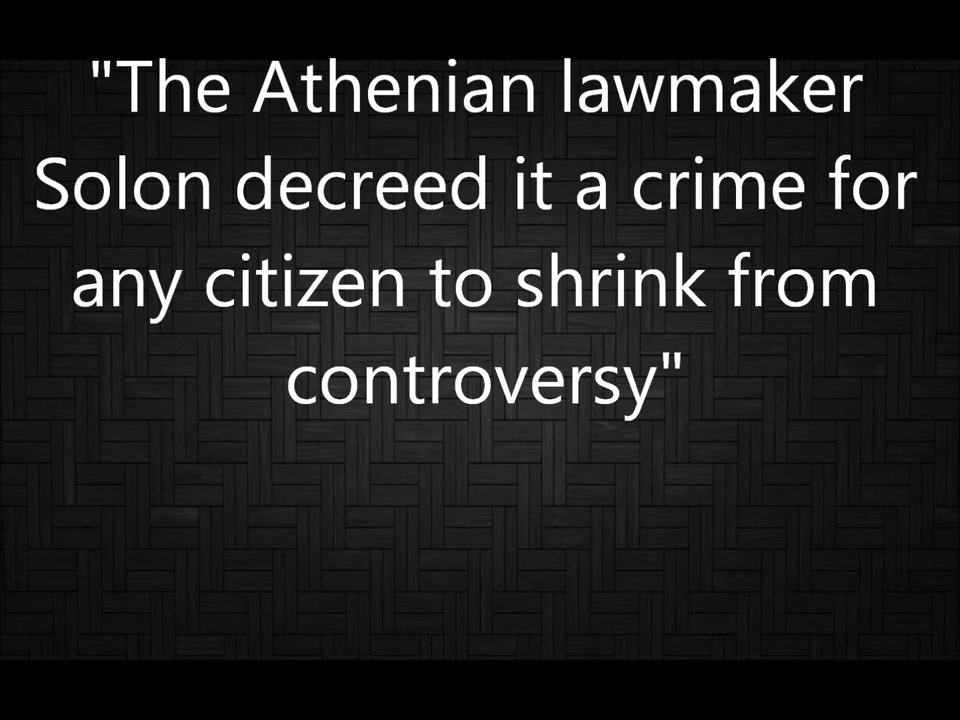 "The Athenian lawmaker
Solon decreed it a crime for
any citizen to shrink from
controversy"